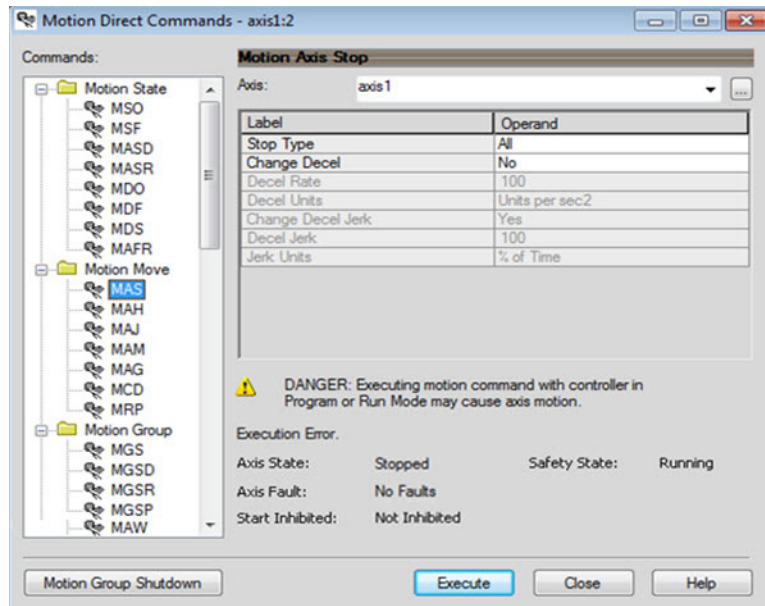 Motion Direct Commands - axis1:2
Commands:
Motion State
MSO
MSF
MASD
MASR
MDO
MDF
MDS
MAFR
Motion Move
MAS
MAH
MAJ
MAM
MAG
MCD
MRP
Motion Group
MGS
MGSD
MGSR
MGSP
MAW
Motion Axis Stop
Axis: axis1
...
Label Operand
Stop Type All
Change Decel No
Decel Rate 100
Decel Units Units per sec2
Change Decel Jerk Yes
Decel Jerk 100
Jerk Units % of Time
DANGER: Executing motion command with controller in
Program or Run Mode may cause axis motion.
Execution Error.
Axis State: Stopped Safety State: Running
Axis Fault: No Faults
Start Inhibited: Not Inhibited
Motion Group Shutdown Execute Close Help